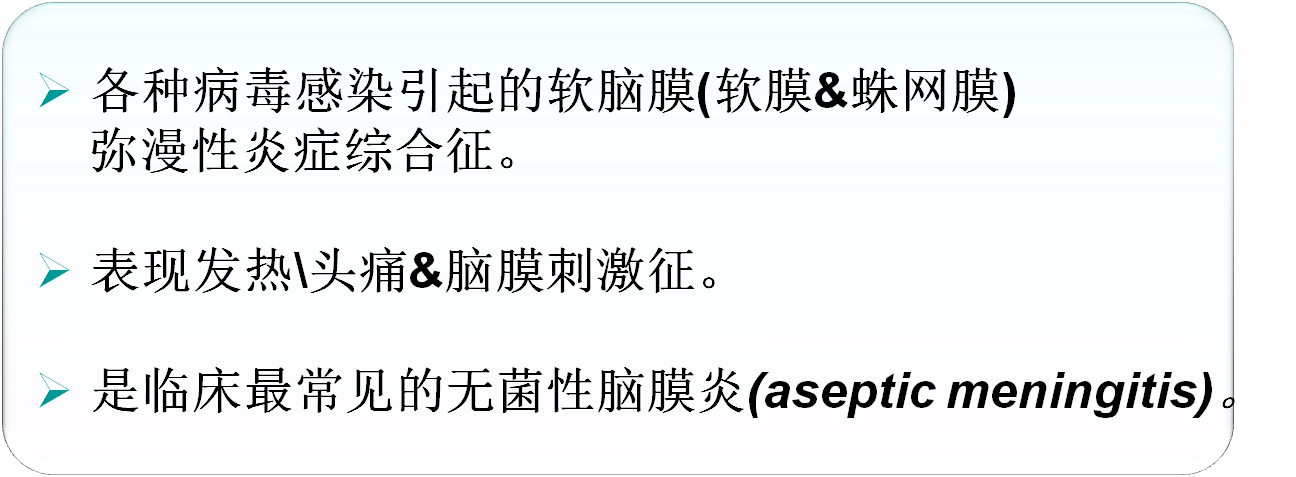 各种病毒感染引起的软脑膜(软膜&蛛网膜)
弥漫性炎症综合征。
表现发热\头痛&脑膜刺激征。
是临床最常见的无菌性脑膜炎(aseptic meningitis)。